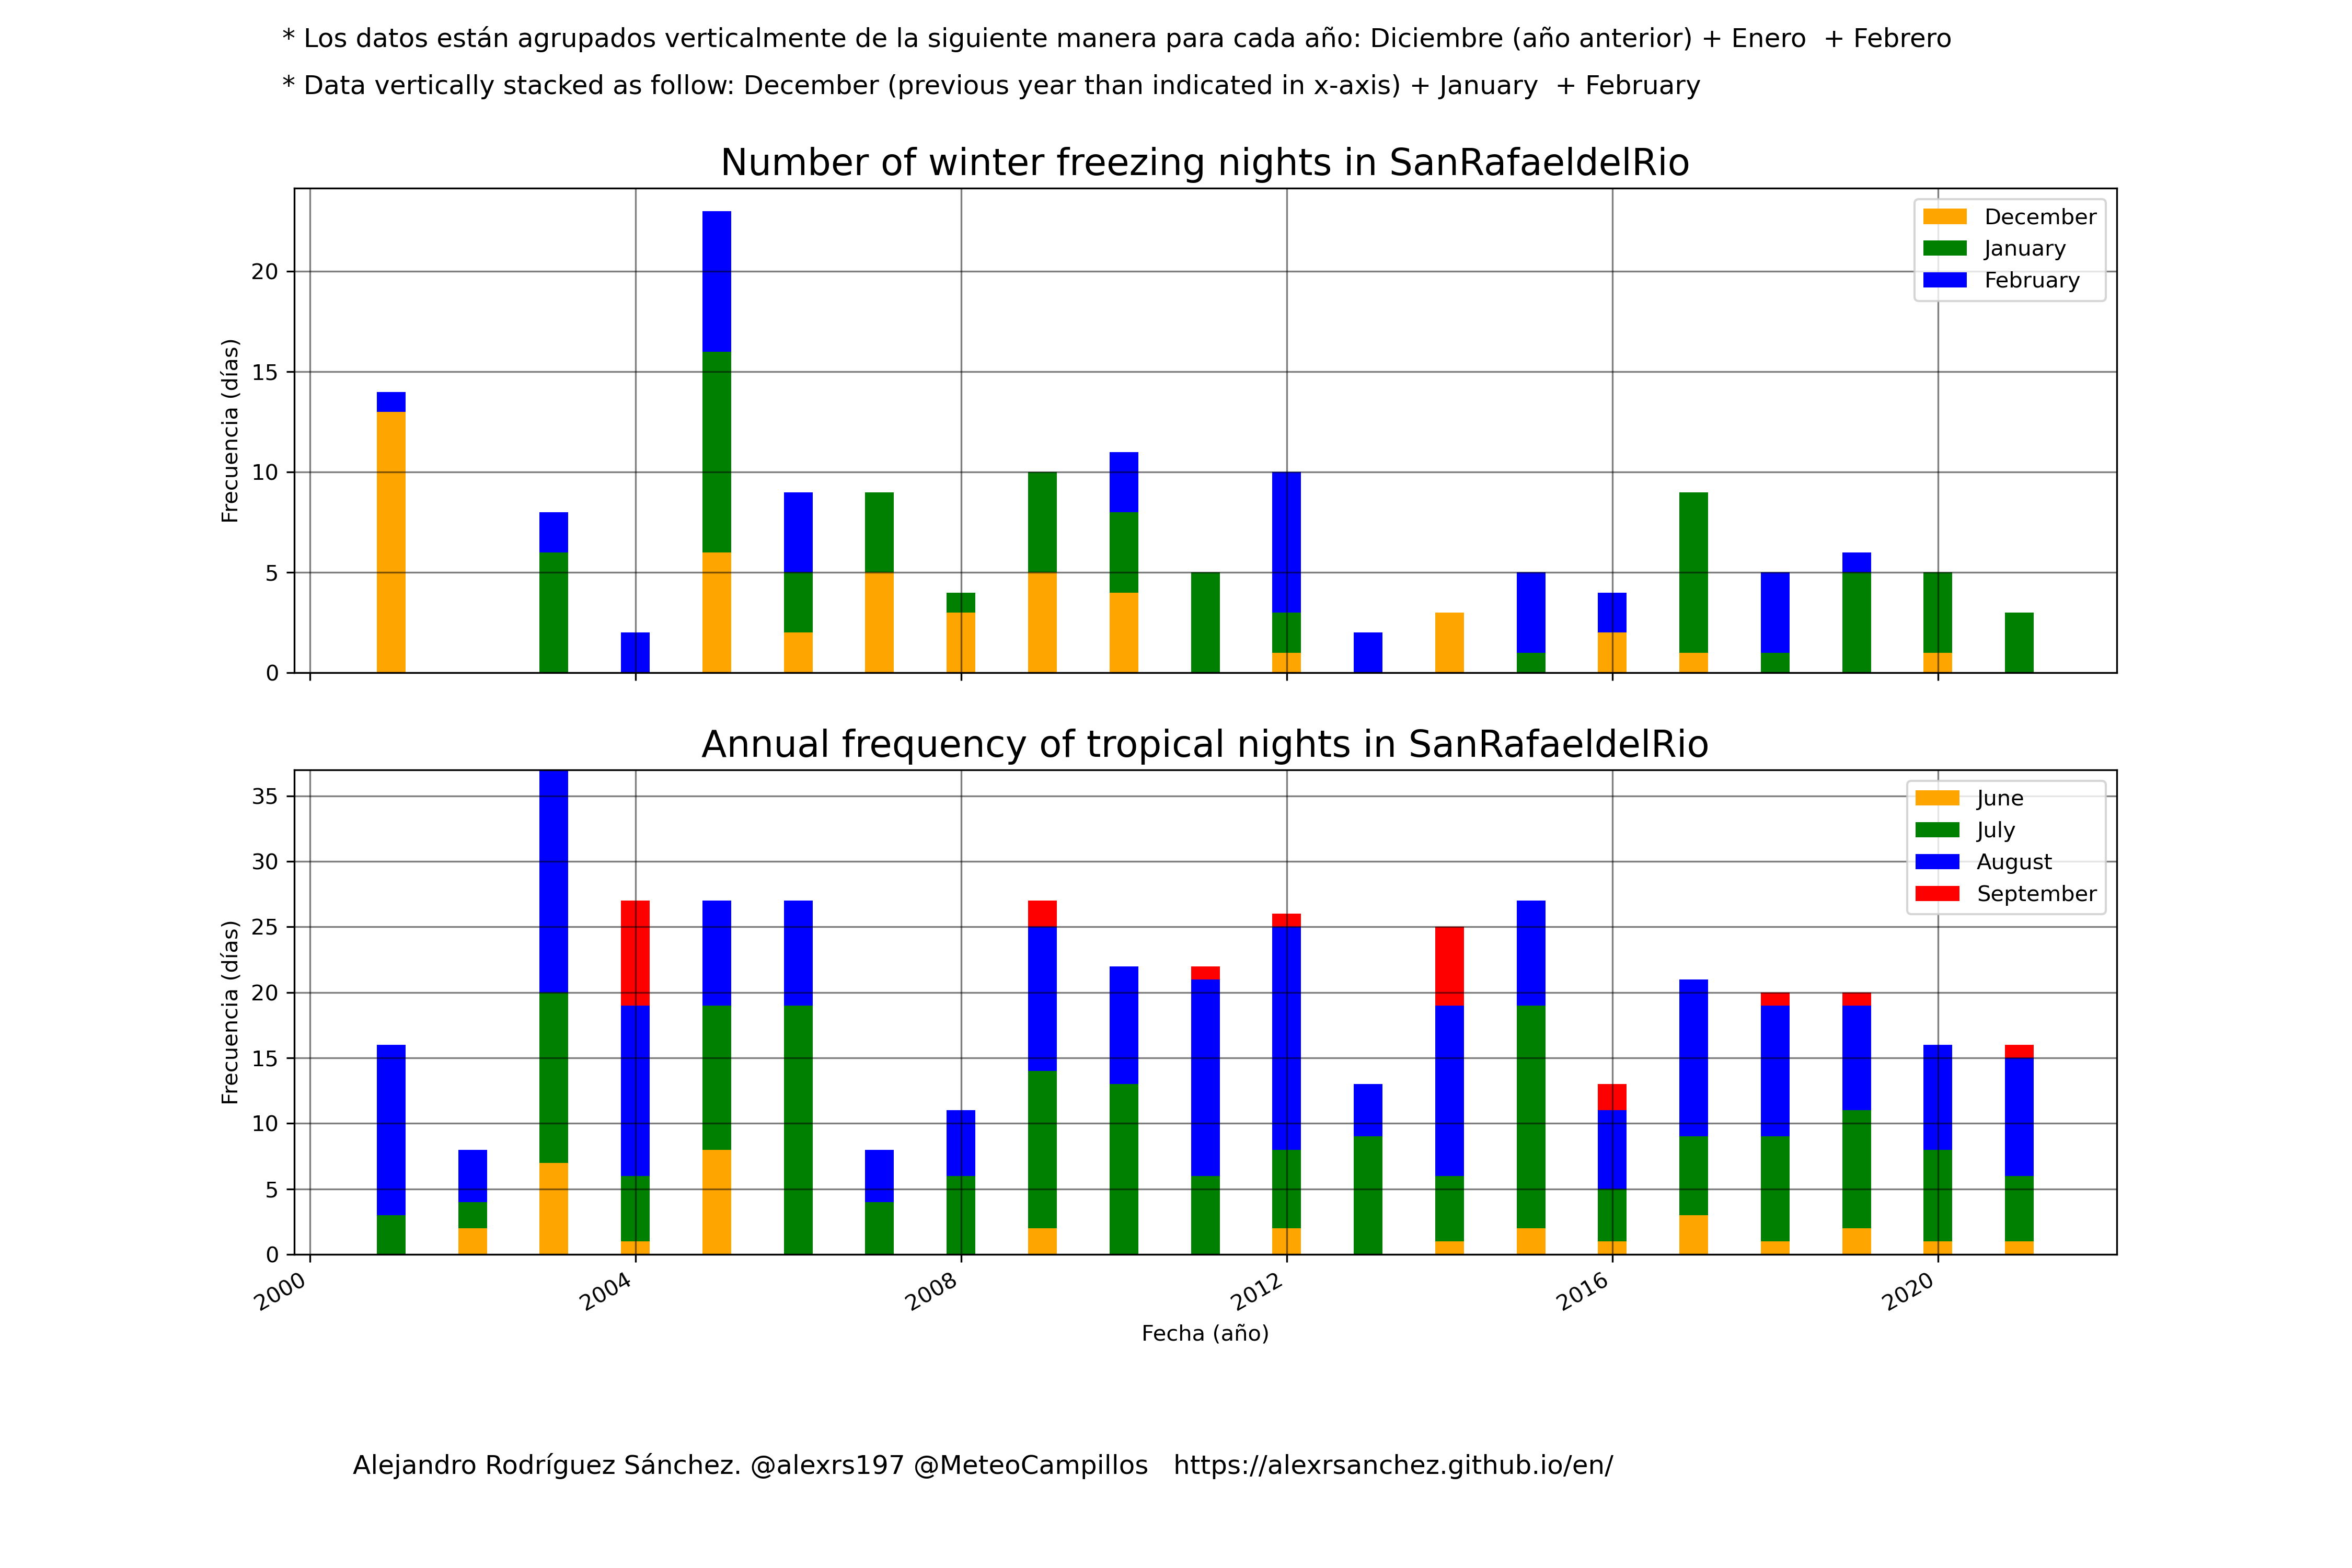 * Los datos están agrupados verticalmente de la siguiente manera para cada año: Diciembre (año anterior) + Enero  + Febrero
* Data vertically stacked as follow: December (previous year than indicated in x-axis) + January  + February
Number of winter freezing nights in SanRafaeldelRio
Frecuencia (días)
20
15
10
5
0
December
January
February
Annual frequency of tropical nights in SanRafaeldelRio
Frecuencia (días)
35
30
25
20
15
10
5
0
June
July
August
September
2000
2004
2008
2012
2016
2020
Fecha (año)
Alejandro Rodríguez Sánchez. @alexrs197 @MeteoCampillos   https://alexrsanchez.github.io/en/